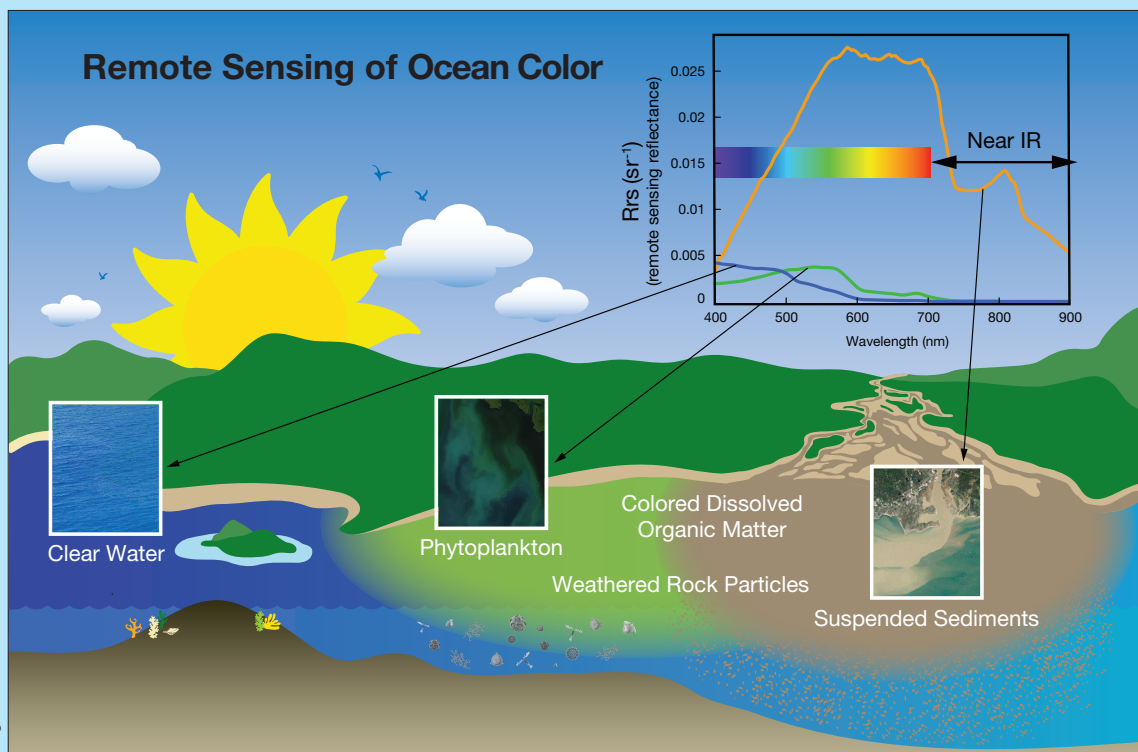 Remote Sensing of Ocean Color
Rrs (sr⁻¹)
(remote sensing reflectance)
0.025
0.02
0.015
0.01
0.005
0
Near IR
400 500 600 700 800 900
Wavelength (nm)
Clear Water
Phytoplankton
Colored Dissolved
Organic Matter
Weathered Rock Particles
Suspended Sediments